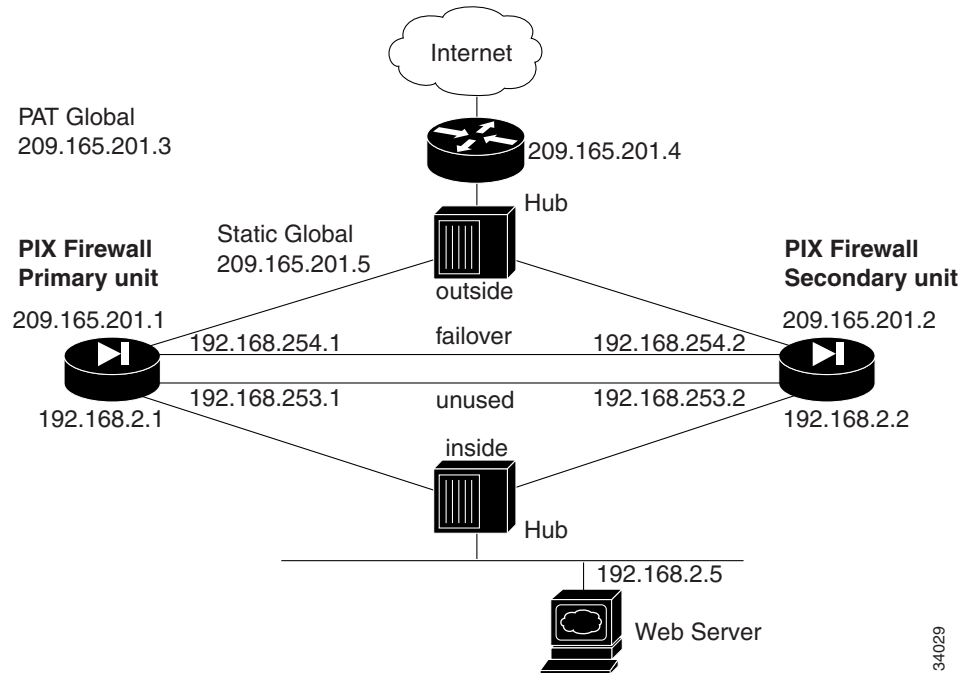 Internet
PAT Global
209.165.201.3
209.165.201.4
Hub
Static Global
209.165.201.5
PIX Firewall
Primary unit
PIX Firewall
Secondary unit
outside
209.165.201.1
209.165.201.2
192.168.254.1
failover
192.168.254.2
192.168.253.1
unused
192.168.253.2
192.168.2.1
192.168.2.2
inside
Hub
192.168.2.5
Web Server
34029